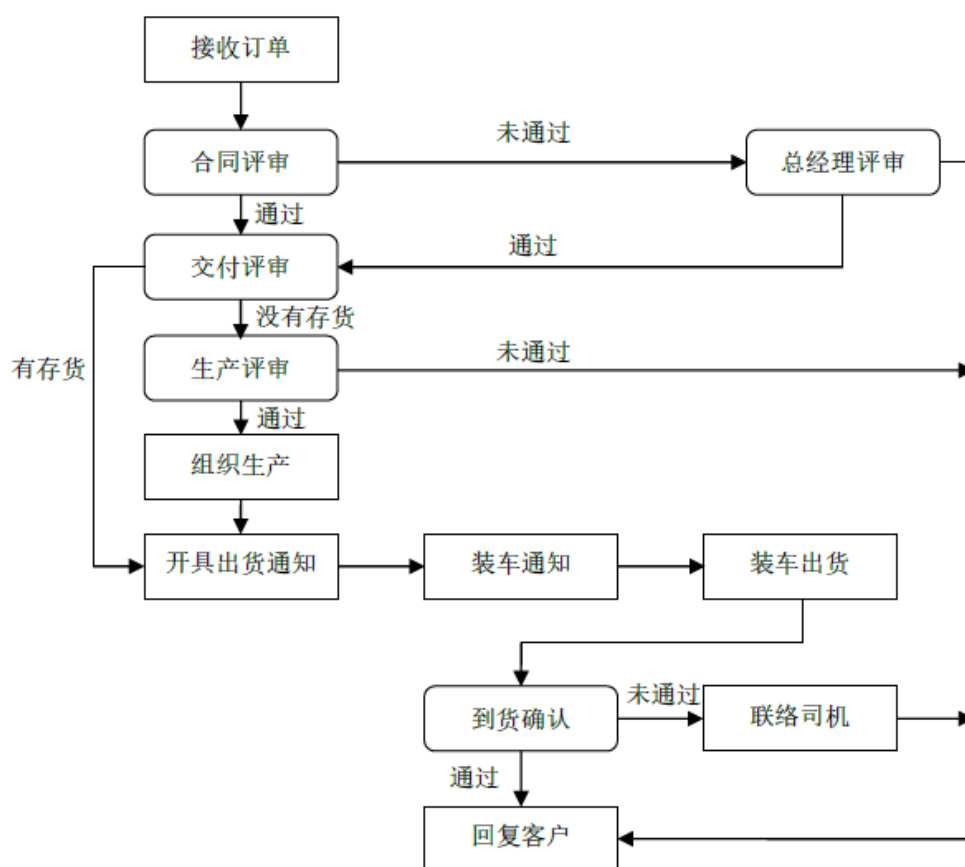 接收订单
未通过
合同评审
总经理评审
通过
通过
交付评审
没有存货
未通过
有存货
生产评审
通过
组织生产
开具出货通知
装车通知
装车出货
未通过
到货确认
联络司机
通过
回复客户